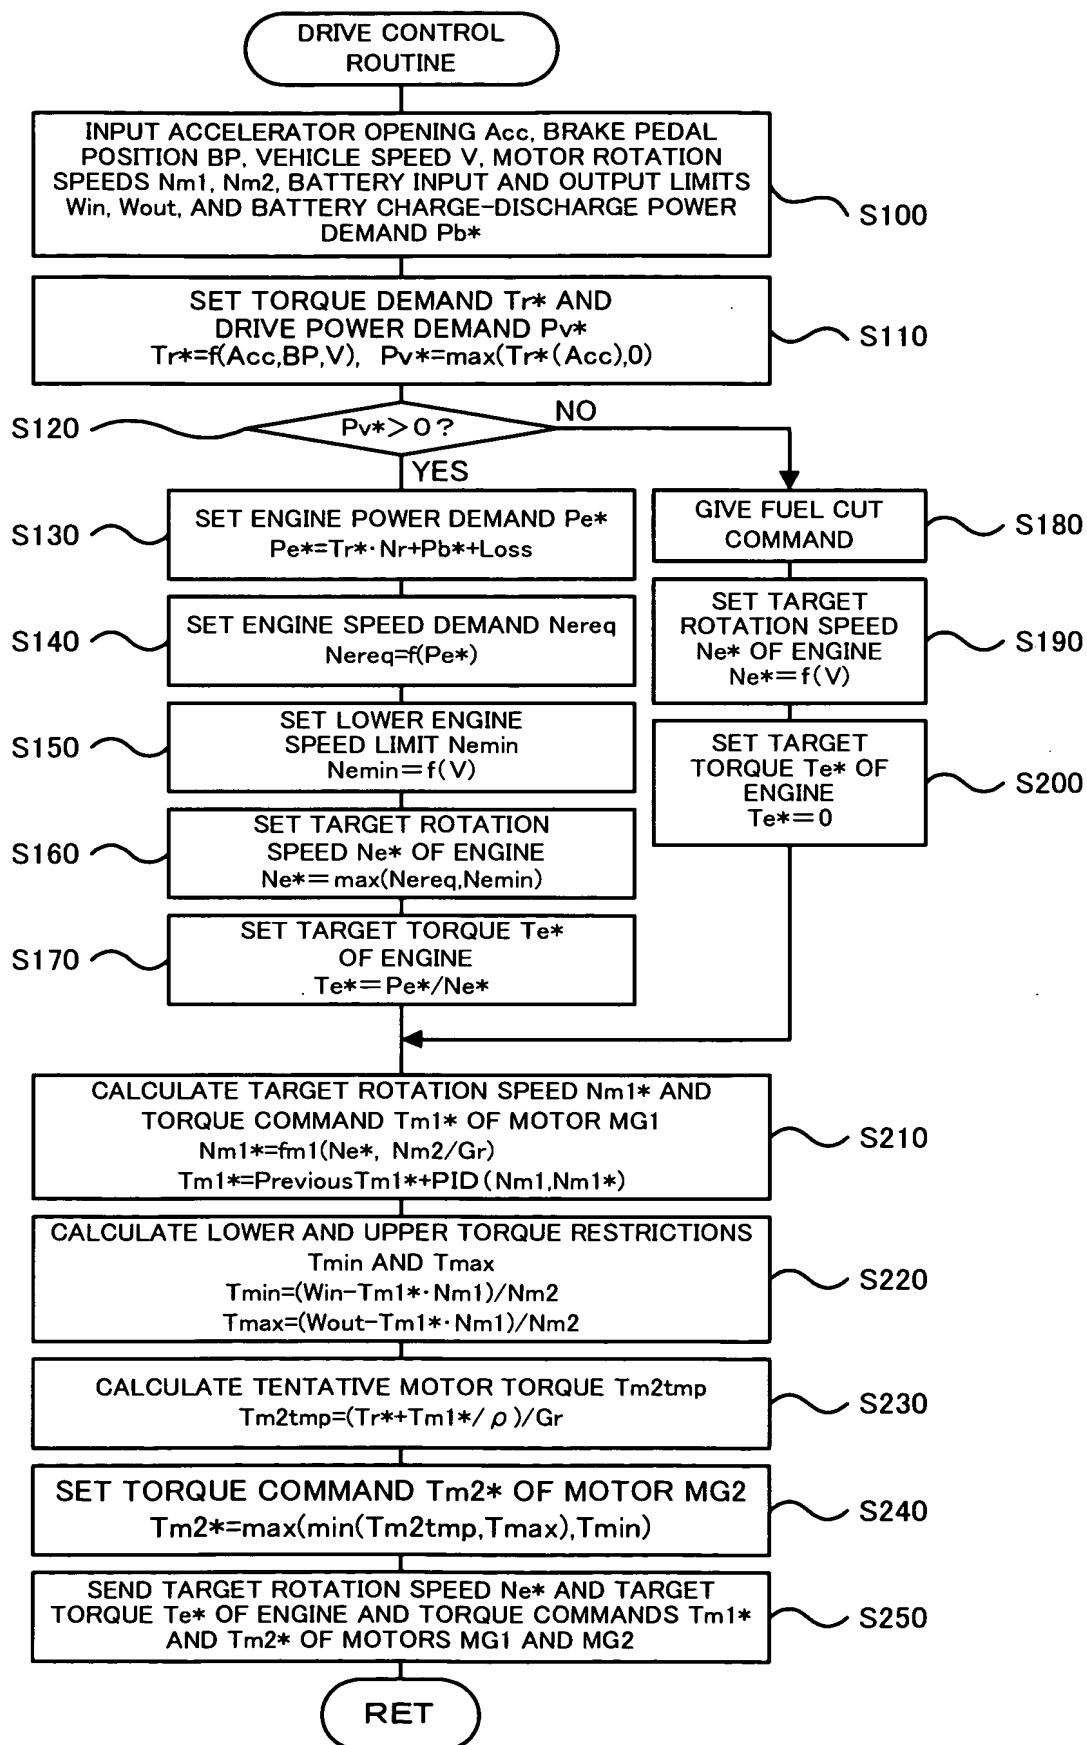 DRIVE CONTROL
ROUTINE
INPUT ACCELERATOR OPENING Acc, BRAKE PEDAL
POSITION BP, VEHICLE SPEED V, MOTOR ROTATION
SPEEDS Nm1, Nm2, BATTERY INPUT AND OUTPUT LIMITS
Win, Wout, AND BATTERY CHARGE-DISCHARGE POWER
DEMAND Pb*
S100
SET TORQUE DEMAND Tr* AND
DRIVE POWER DEMAND Pv*
Tr*=f(Acc,BP,V), Pv*=max(Tr*(Acc),0)
S110
S120
Pv*>0?
NO
YES
S130
SET ENGINE POWER DEMAND Pe*
Pe*=Tr*·Nr+Pb*+Loss
S140
SET ENGINE SPEED DEMAND Nereq
Nereq=f(Pe*)
S150
SET LOWER ENGINE
SPEED LIMIT Nemin
Nemin=f(V)
S160
SET TARGET ROTATION
SPEED Ne* OF ENGINE
Ne*=max(Nereq,Nemin)
S170
SET TARGET TORQUE Te*
OF ENGINE
Te*=Pe*/Ne*
GIVE FUEL CUT
COMMAND
S180
SET TARGET
ROTATION SPEED
Ne* OF ENGINE
Ne*=f(V)
S190
SET TARGET
TORQUE Te* OF
ENGINE
Te*=0
S200
CALCULATE TARGET ROTATION SPEED Nm1* AND
TORQUE COMMAND Tm1* OF MOTOR MG1
Nm1*=fm1(Ne*, Nm2/Gr)
Tm1*=PreviousTm1*+PID(Nm1,Nm1*)
S210
CALCULATE LOWER AND UPPER TORQUE RESTRICTIONS
Tmin AND Tmax
Tmin=(Win-Tm1*·Nm1)/Nm2
Tmax=(Wout-Tm1*·Nm1)/Nm2
S220
CALCULATE TENTATIVE MOTOR TORQUE Tm2tmp
Tm2tmp=(Tr*+Tm1*/ρ)/Gr
S230
SET TORQUE COMMAND Tm2* OF MOTOR MG2
Tm2*=max(min(Tm2tmp,Tmax),Tmin)
S240
SEND TARGET ROTATION SPEED Ne* AND TARGET
TORQUE Te* OF ENGINE AND TORQUE COMMANDS Tm1*
AND Tm2* OF MOTORS MG1 AND MG2
S250
RET